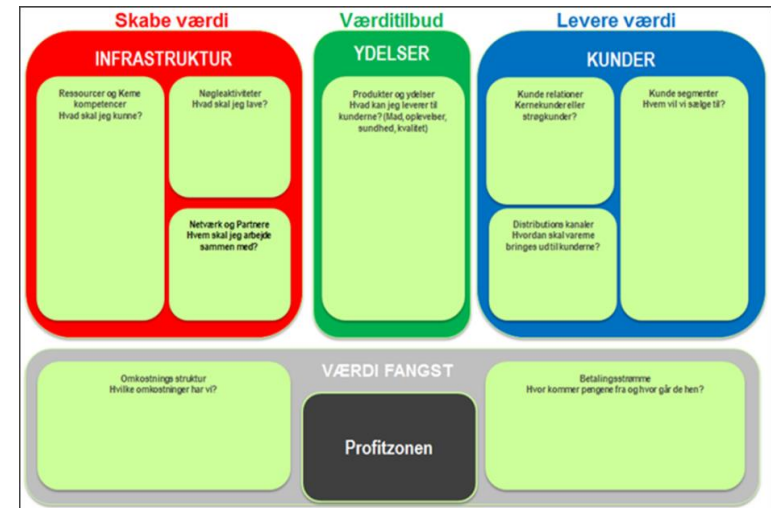 Skabe værdi
Værditilbud
Levere værdi
INFRASTRUKTUR
Ressourcer og Kerne
kompetencer
Hvad skal jeg kunne?
Nøgleaktiviteter
Hvad skal jeg lave?
Netværk og Partnere
Hvem skal jeg arbejde
sammen med?
YDELSER
Produkter og ydelser
Hvad kan jeg leverer til
kunderne? (Mad, oplevelser,
sundhed, kvalitet)
KUNDER
Kunde relationer
Kernekunder eller
strøgkunder?
Kunde segmenter
Hvem vil vi sælge til?
Distributions kanaler
Hvordan skal varerne
bringes ud til kunderne?
VÆRDI FANGST
Omkostnings struktur
Hvilke omkostninger har vi?
Profitzonen
Betalingsstrømme
Hvor kommer pengene fra og hvor går de hen?